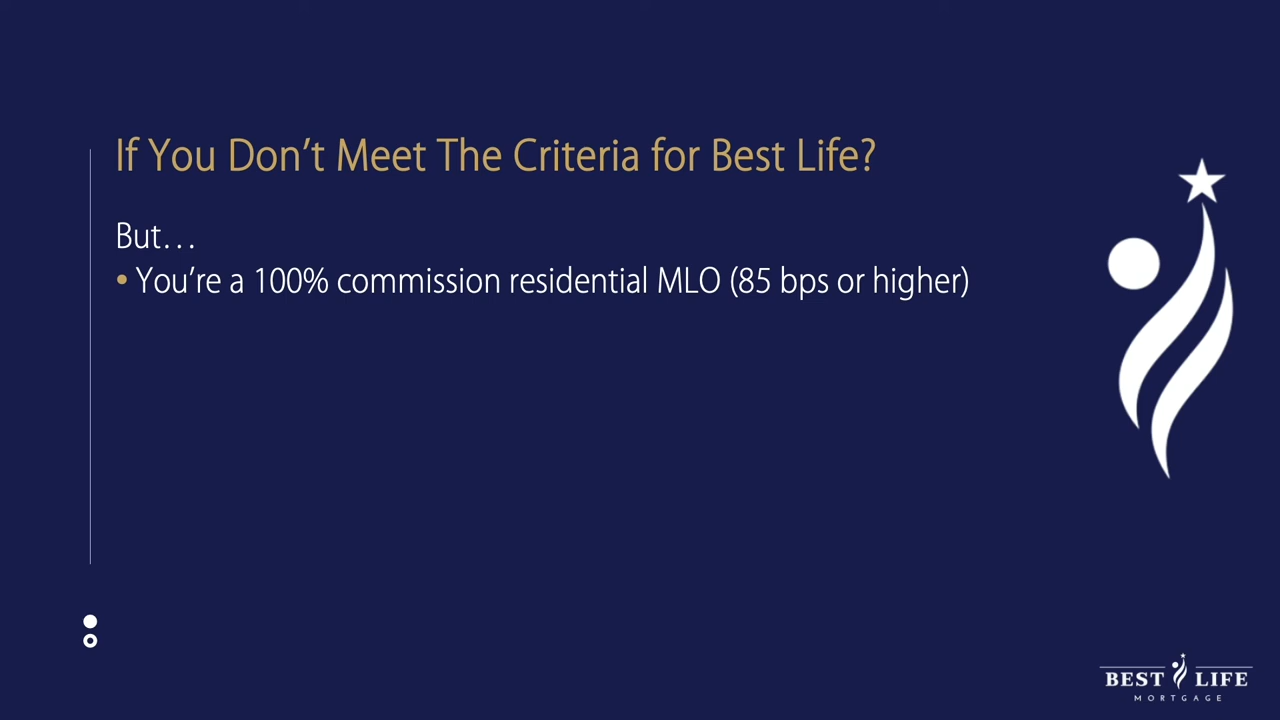 If You Don’t Meet The Criteria for Best Life?
But…
• You’re a 100% commission residential MLO (85 bps or higher)
BEST LIFE
MORTGAGE